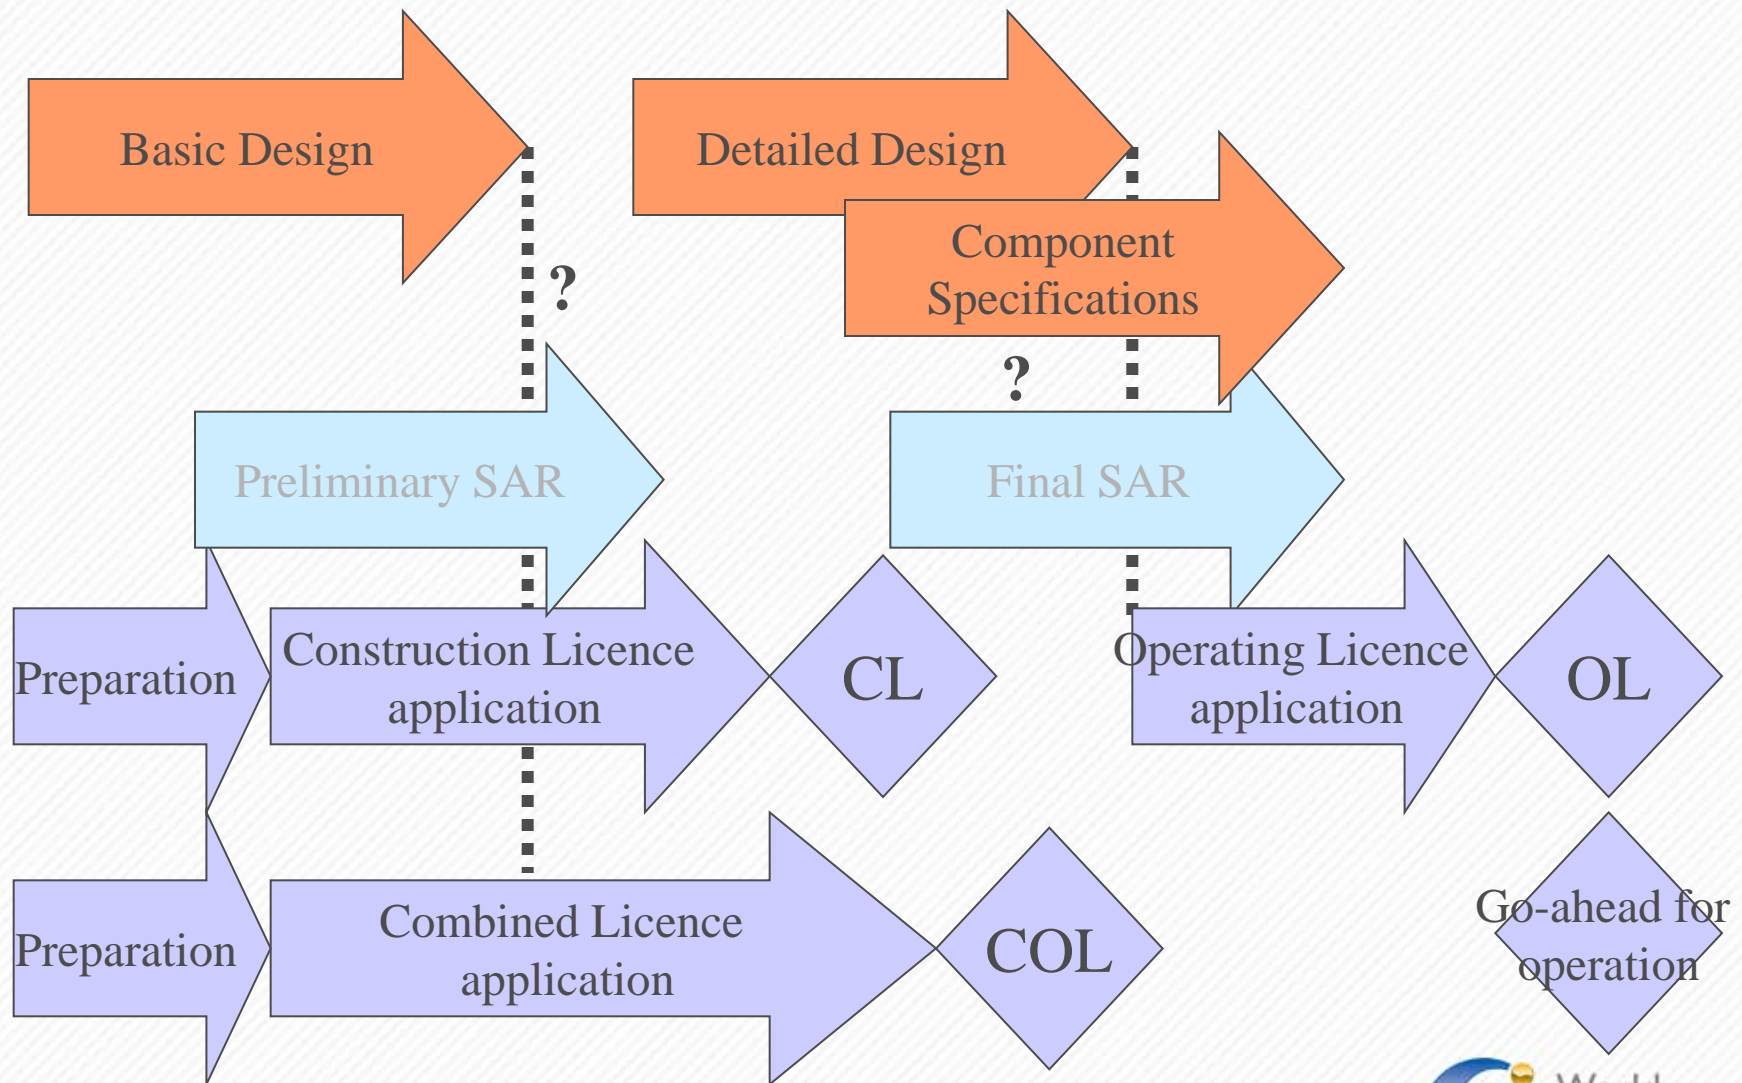 Basic Design
Detailed Design
Component
Specifications
?
?
Preliminary SAR
Final SAR
Preparation
Construction Licence
application
CL
Operating Licence
application
OL
Preparation
Combined Licence
application
COL
Go-ahead for
operation